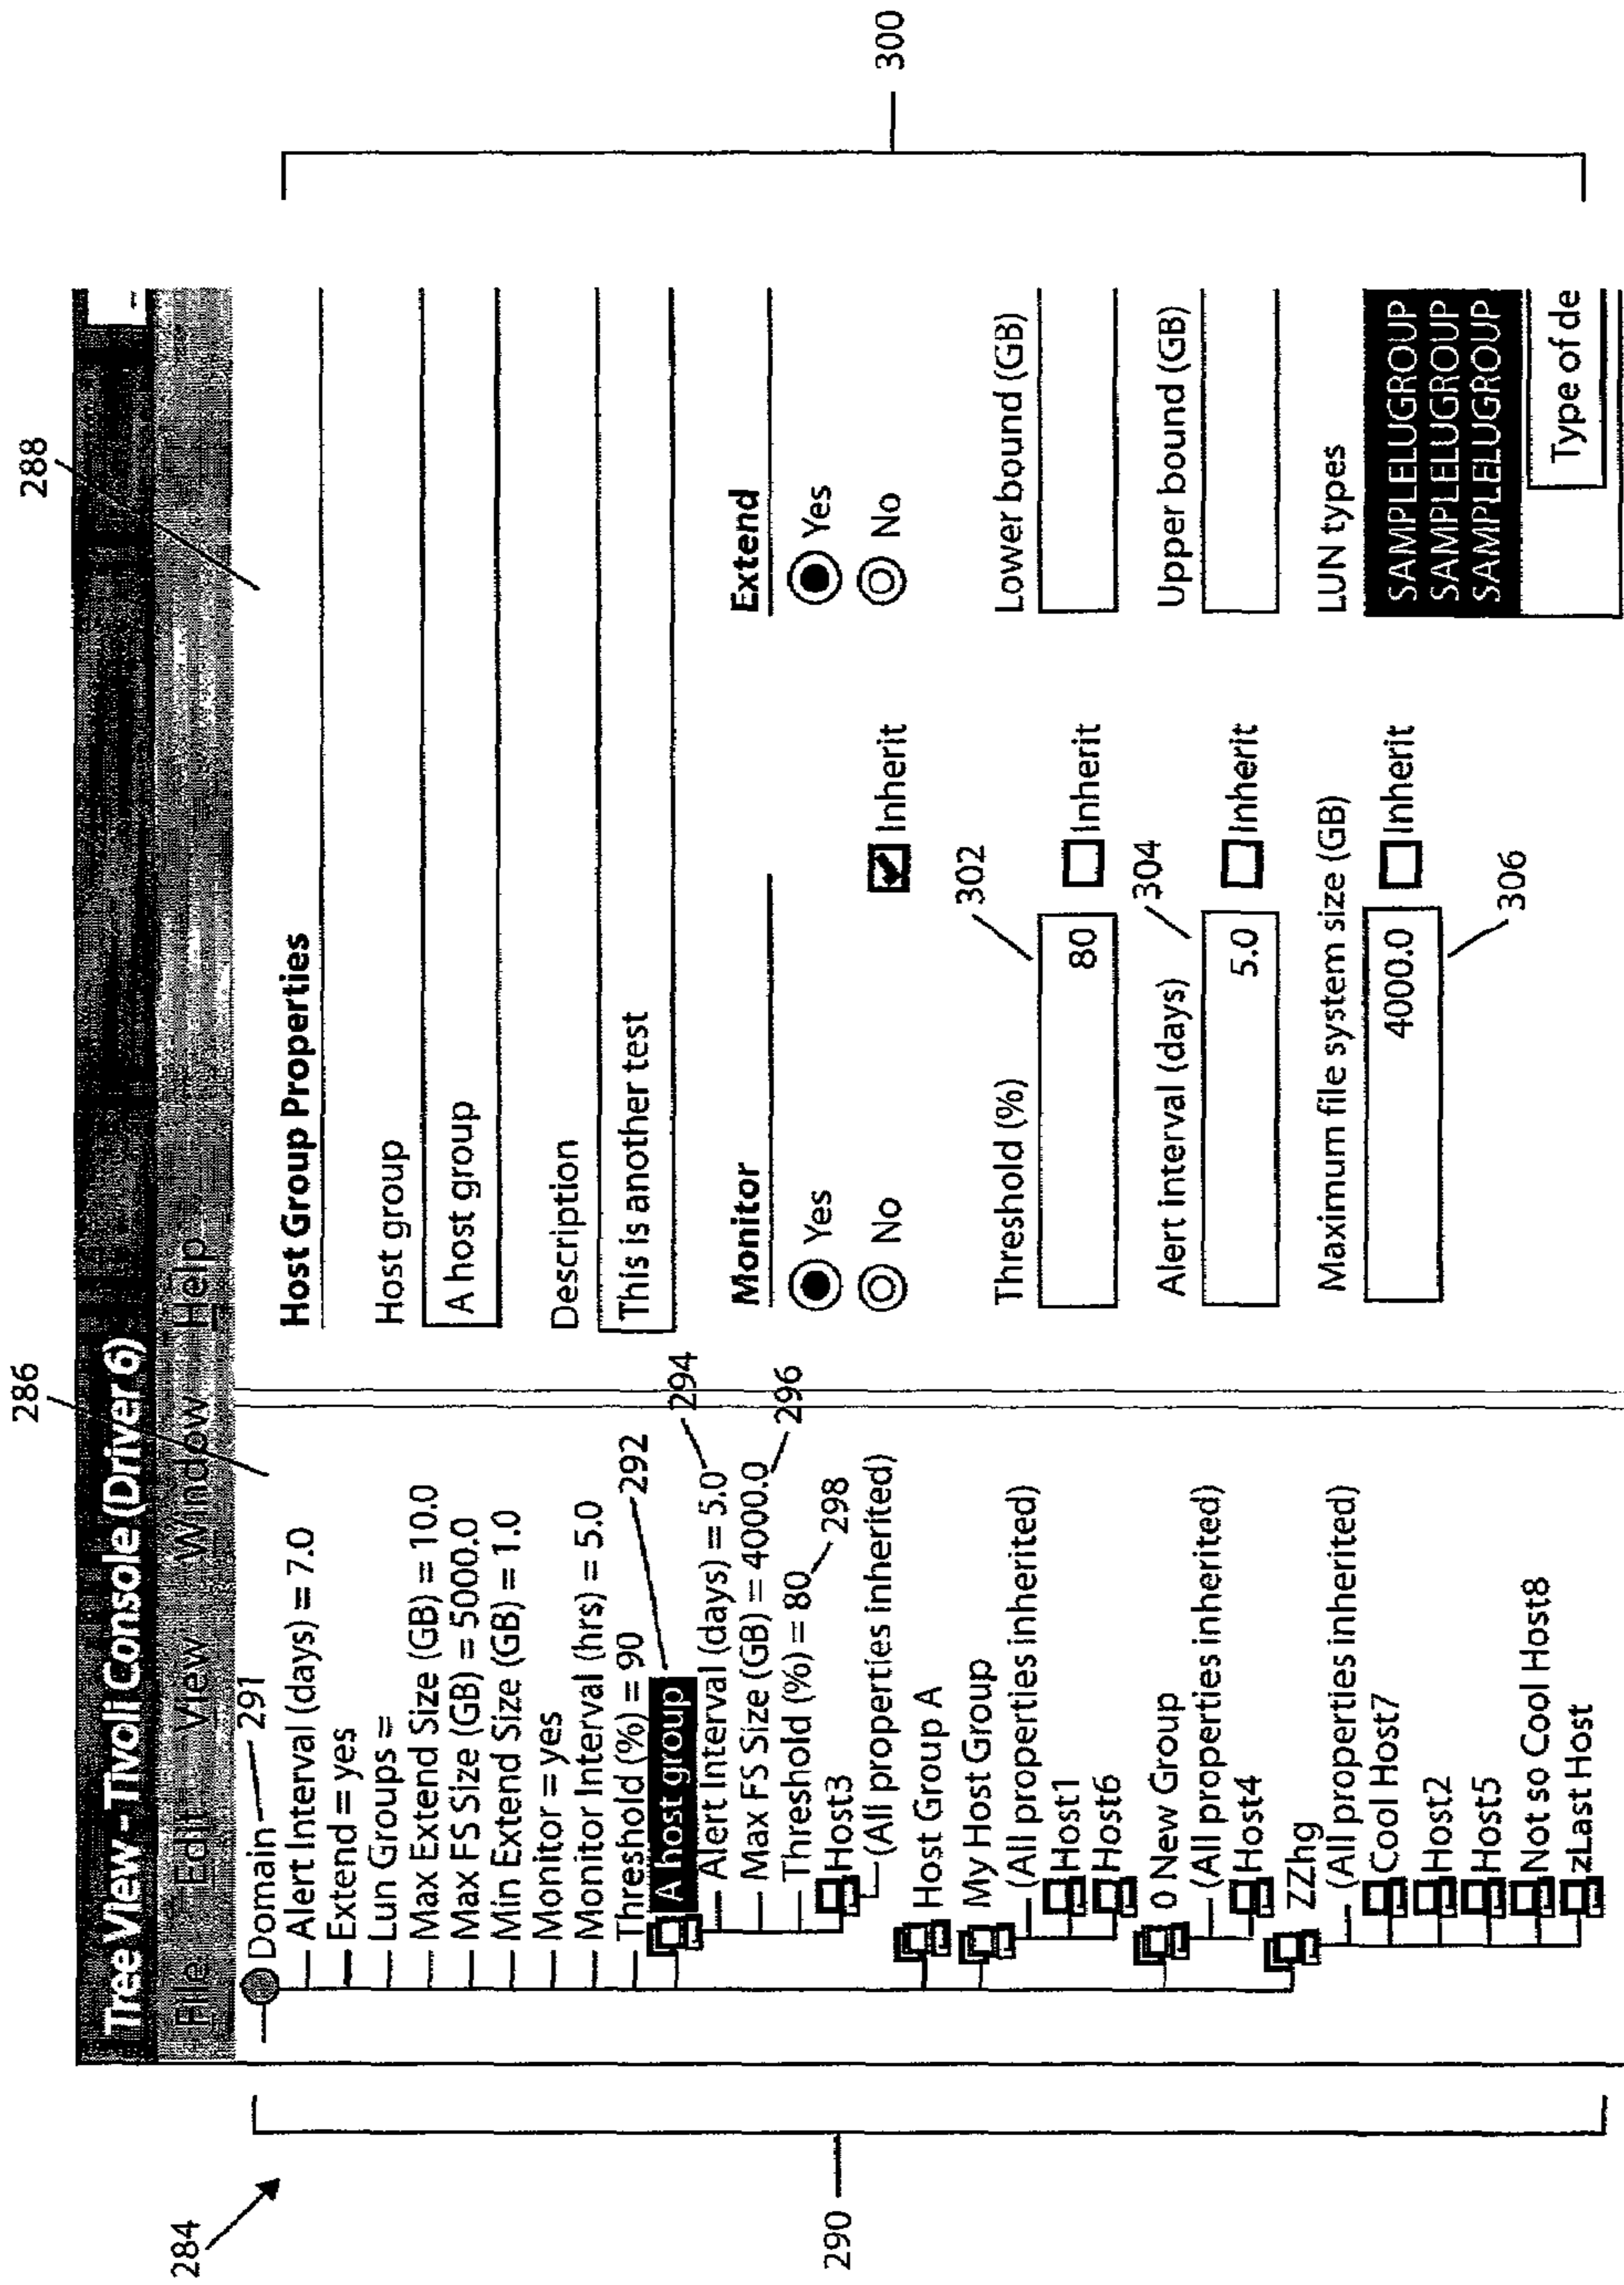 284
286
288
Tree View - Tivoli Console (Driver 6)
File Edit View Window Help
290
Domain 291
Alert Interval (days) = 7.0
Extend = yes
Lun Groups =
Max Extend Size (GB) = 10.0
Max FS Size (GB) = 5000.0
Min Extend Size (GB) = 1.0
Monitor = yes
Monitor Interval (hrs) = 5.0
Threshold (%) = 90
A host group 292
Alert Interval (days) = 5.0 294
Max FS Size (GB) = 4000.0 296
Threshold (%) = 80 298
Host3
(All properties inherited)
Host Group A
My Host Group
(All properties inherited)
Host1
Host6
0 New Group
(All properties inherited)
Host4
ZZhg
(All properties inherited)
Cool Host7
Host2
Host5
Not so Cool Host8
zLast Host
Host Group Properties
Host group
A host group
Description
This is another test
Monitor
Yes
No
Inherit
Threshold (%)
302
80
Inherit
Alert interval (days)
304
5.0
Inherit
Maximum file system size (GB)
4000.0
Inherit
306
Extend
Yes
No
Lower bound (GB)
Upper bound (GB)
LUN types
SAMPLELUGROUP
SAMPLELUGROUP
SAMPLELUGROUP
Type of de
300